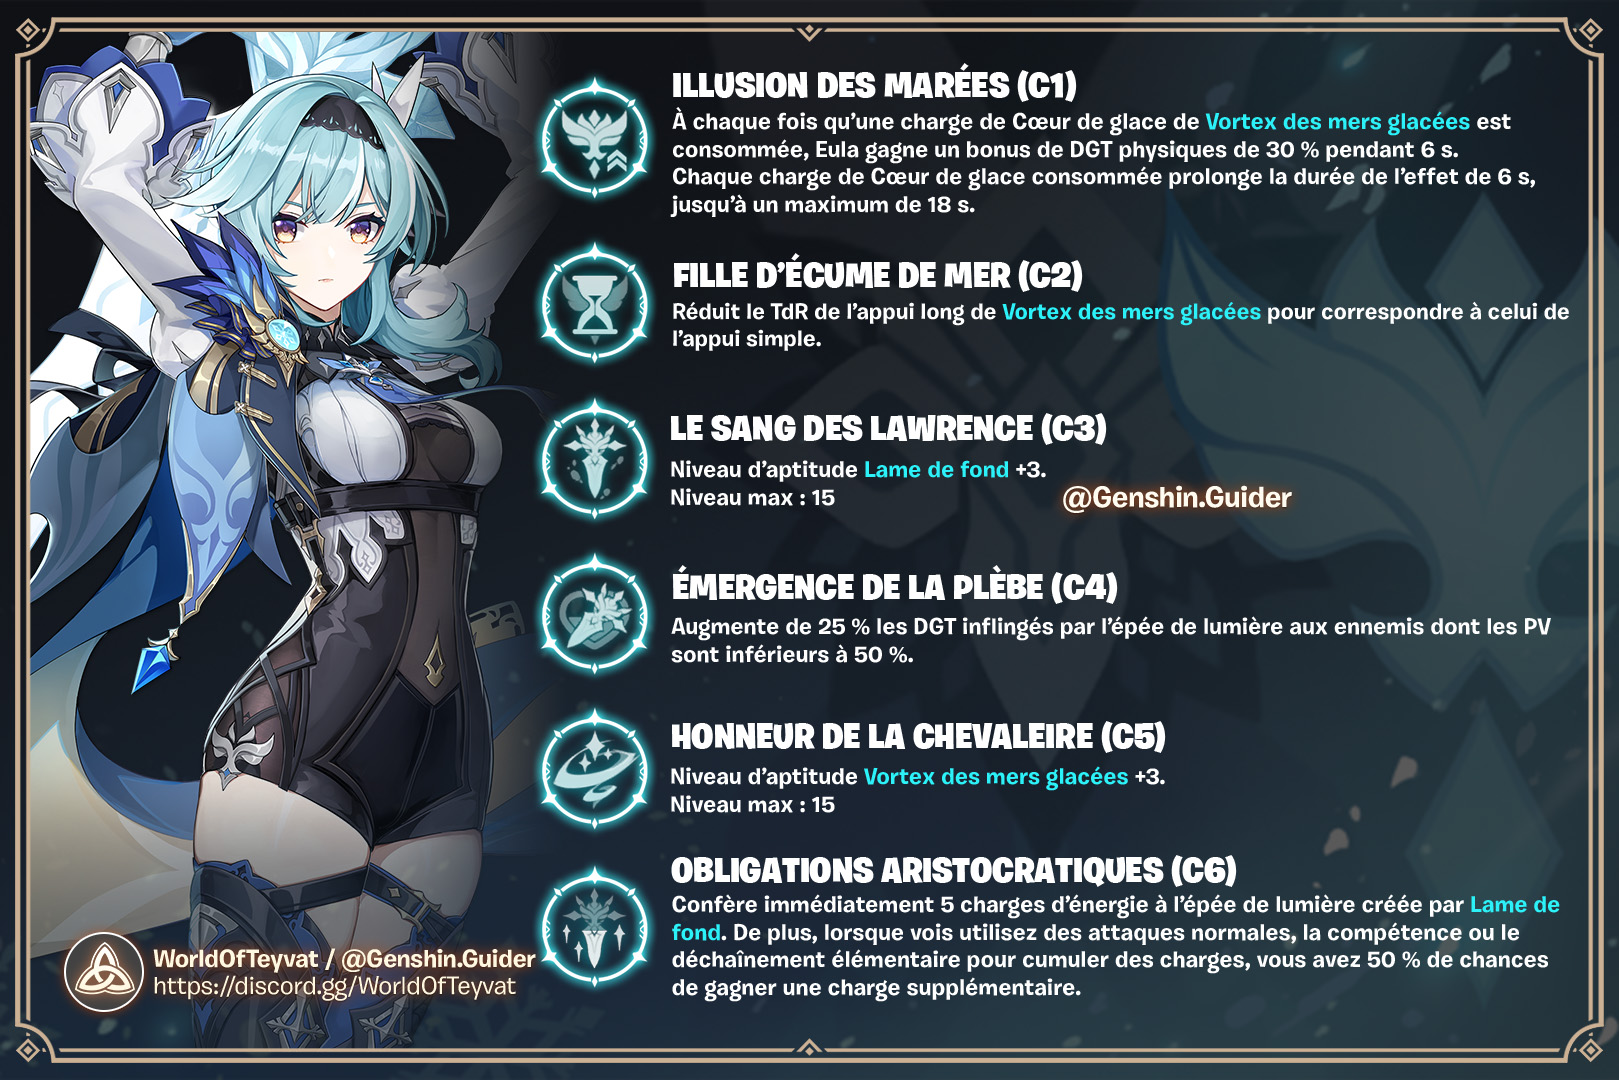 ILLUSION DES MARÉES (C1)
À chaque fois qu'une charge de Cœur de glace de Vortex des mers glacées est
consommée, Eula gagne un bonus de DGT physiques de 30 % pendant 6 s.
Chaque charge de Cœur de glace consommée prolonge la durée de l'effet de 6 s,
jusqu'à un maximum de 18 s.
FILLE D'ÉCUME DE MER (C2)
Réduit le TdR de l'appui long de Vortex des mers glacées pour correspondre à celui de
l'appui simple.
LE SANG DES LAWRENCE (C3)
Niveau d'aptitude Lame de fond +3.
Niveau max : 15
@Genshin.Guider
ÉMERGENCE DE LA PLÈBE (C4)
Augmente de 25 % les DGT inflingés par l'épée de lumière aux ennemis dont les PV
sont inférieurs à 50 %.
HONNEUR DE LA CHEVALEIRE (C5)
Niveau d'aptitude Vortex des mers glacées +3.
Niveau max : 15
OBLIGATIONS ARISTOCRATIQUES (C6)
Confère immédiatement 5 charges d'énergie à l'épée de lumière créée par Lame de
fond. De plus, lorsque vois utilisez des attaques normales, la compétence ou le
déchaînement élémentaire pour cumuler des charges, vous avez 50 % de chances
de gagner une charge supplémentaire.
WorldOfTeyvat / @Genshin.Guider
https://discord.gg/WorldOfTeyvat